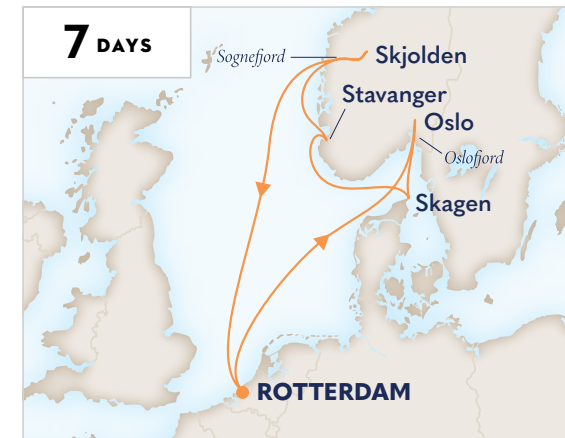 7 DAYS
Sognefjord
Skjolden
Stavanger
Oslo
Oslofjord
Skagen
ROTTERDAM